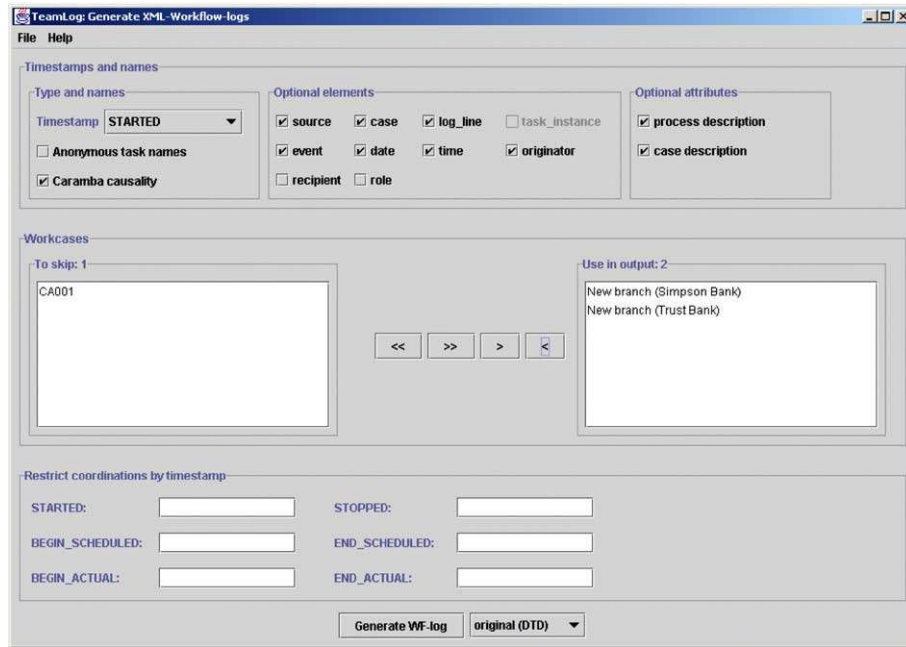 TeamLog: Generate XML-Workflow-logs
File Help
Timestamps and names
Type and names
Timestamp STARTED
Anonymous task names
Caramba causality
Optional elements
source case log_line task_instance
event date time originator
recipient role
Optional attributes
process description
case description
Workcases
To skip: 1
CA001
<< >> > <
Use in output: 2
New branch (Simpson Bank)
New branch (Trust Bank)
Restrict coordinations by timestamp
STARTED: STOPPED:
BEGIN_SCHEDULED: END_SCHEDULED:
BEGIN_ACTUAL: END_ACTUAL:
Generate WF-log original (DTD)